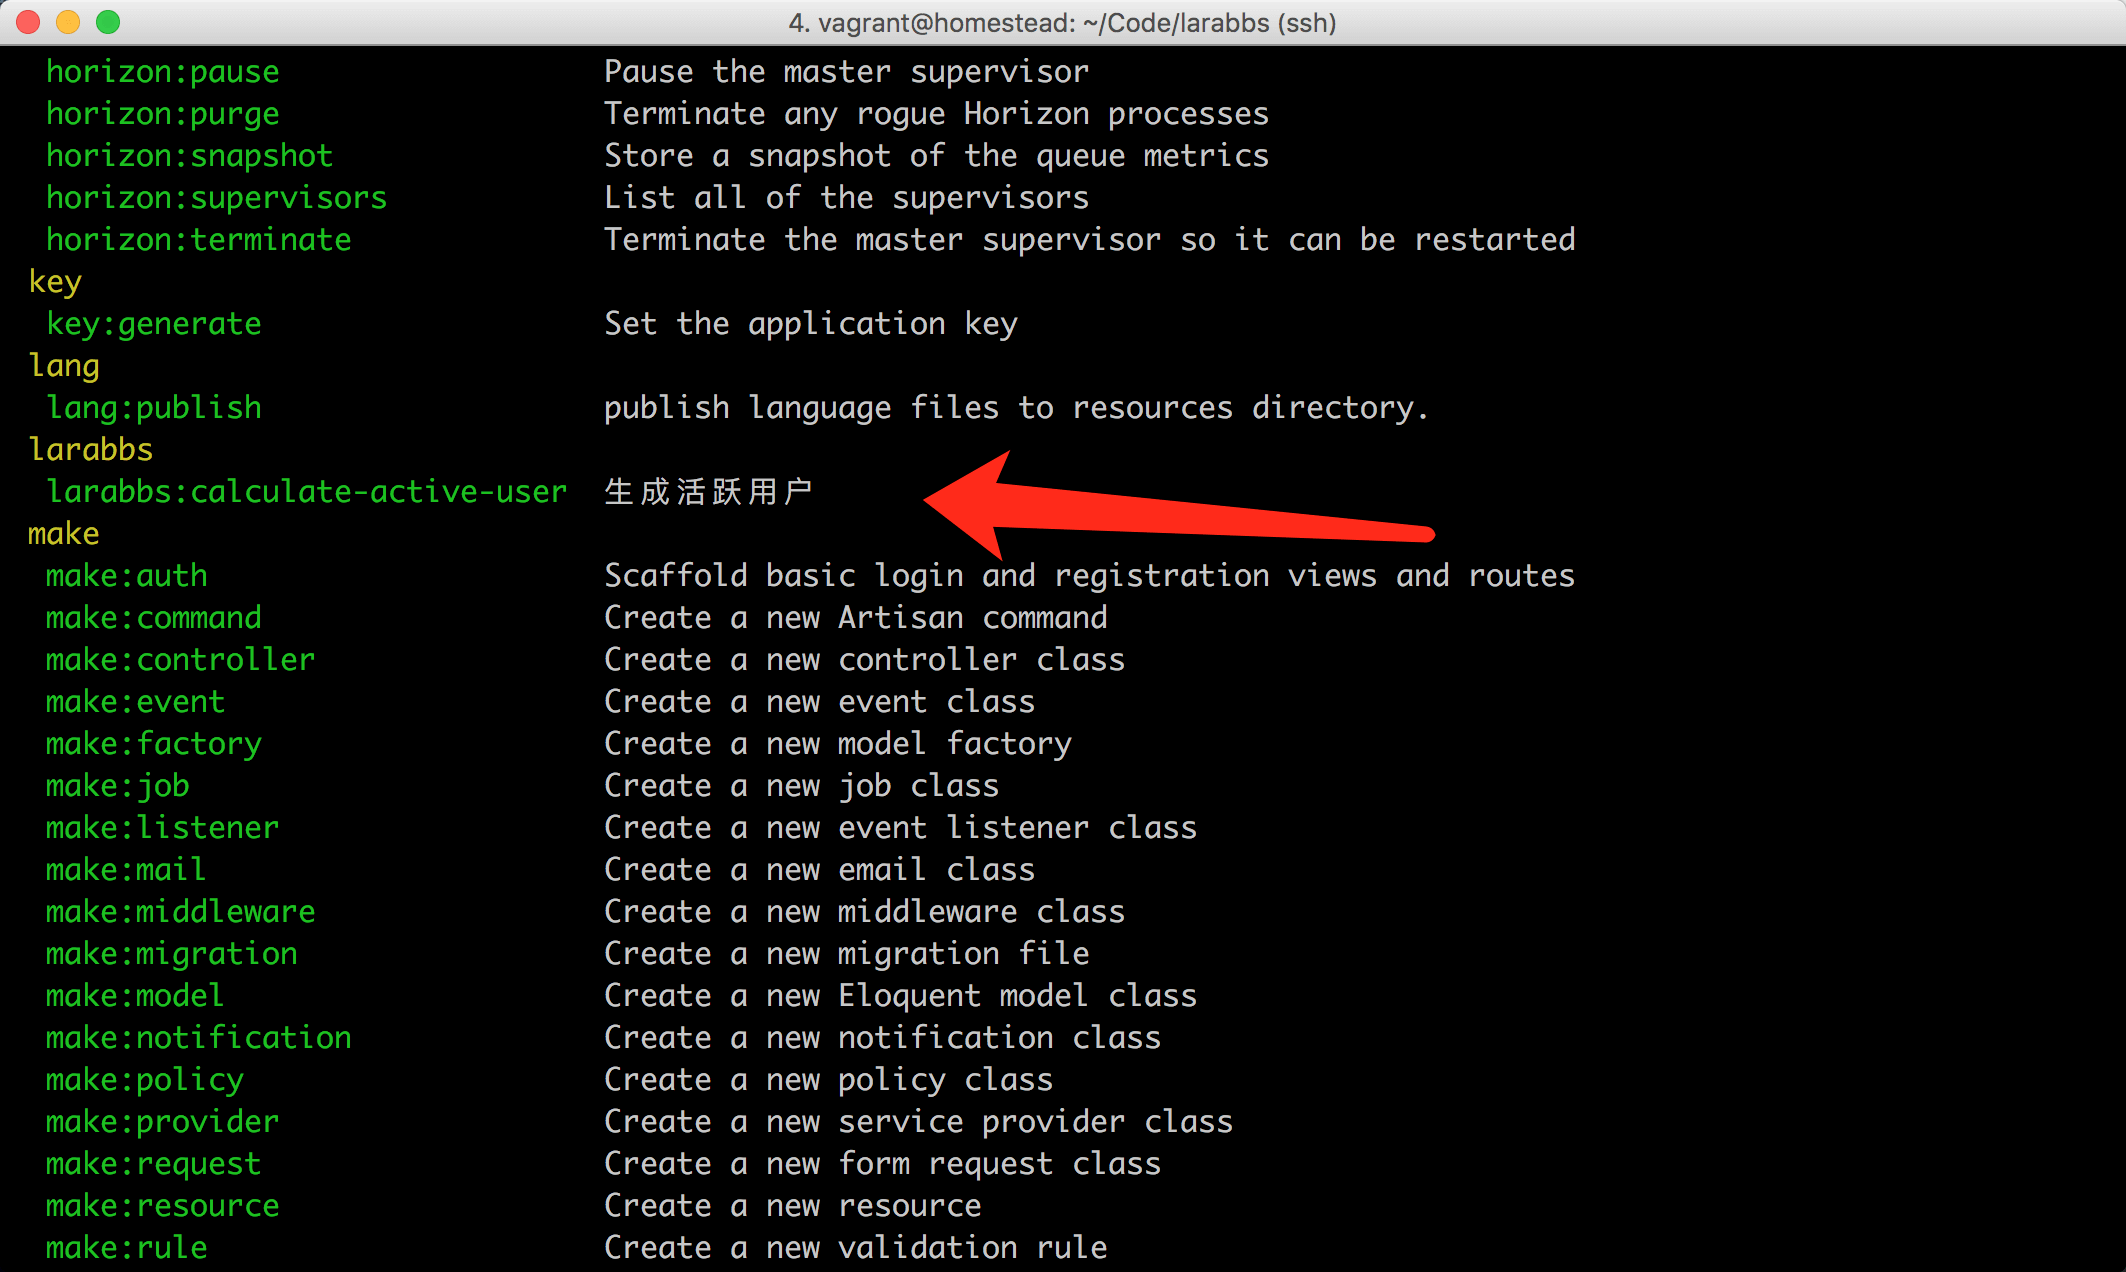 4. vagrant@homestead: ~/Code/larabbs (ssh)
horizon:pause Pause the master supervisor
horizon:purge Terminate any rogue Horizon processes
horizon:snapshot Store a snapshot of the queue metrics
horizon:supervisors List all of the supervisors
horizon:terminate Terminate the master supervisor so it can be restarted
key
key:generate Set the application key
lang
lang:publish publish language files to resources directory.
larabbs
larabbs:calculate-active-user 生成活跃用户
make
make:auth Scaffold basic login and registration views and routes
make:command Create a new Artisan command
make:controller Create a new controller class
make:event Create a new event class
make:factory Create a new model factory
make:job Create a new job class
make:listener Create a new event listener class
make:mail Create a new email class
make:middleware Create a new middleware class
make:migration Create a new migration file
make:model Create a new Eloquent model class
make:notification Create a new notification class
make:policy Create a new policy class
make:provider Create a new service provider class
make:request Create a new form request class
make:resource Create a new resource
make:rule Create a new validation rule